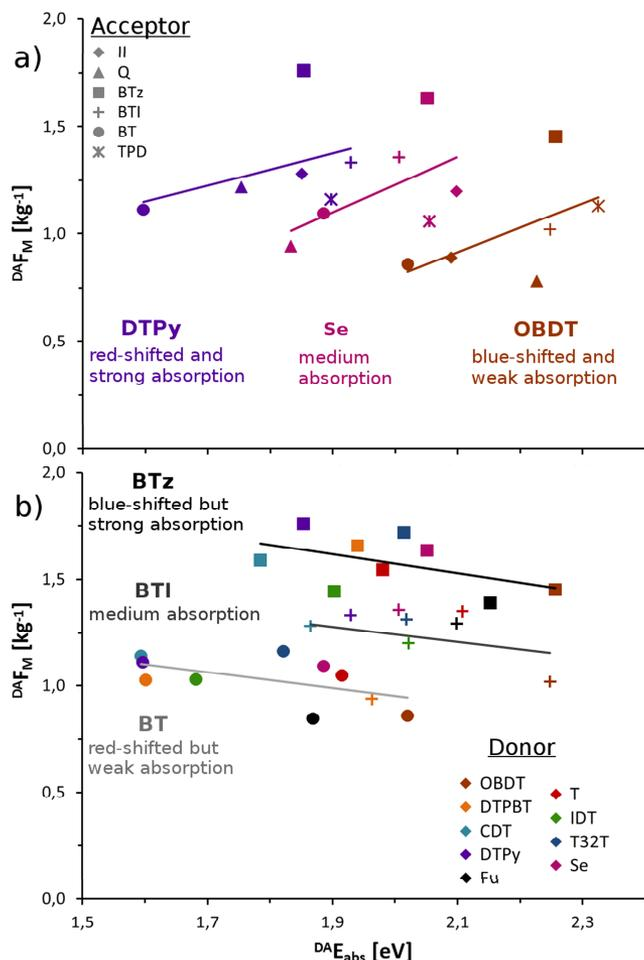 a)
Acceptor
II
Q
BTz
BTI
BT
TPD
2,0
1,5
1,0
0,5
0,0
DAF_M [kg-1]
DTPy
red-shifted and
strong absorption
Se
medium
absorption
OBDT
blue-shifted and
weak absorption
b)
BTz
blue-shifted but
strong absorption
BTI
medium absorption
BT
red-shifted but
weak absorption
2,0
1,5
1,0
0,5
0,0
DAF_M [kg-1]
Donor
OBDT
DTPBT
CDT
DTPy
Fu
T
IDT
T32T
Se
1,5 1,7 1,9 2,1 2,3
DAE_abs [eV]